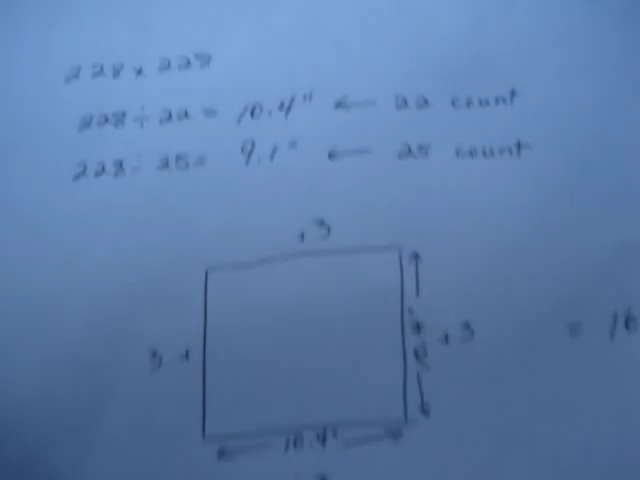 228 x 228
228 ÷ 22 = 10.4" ← 22 count
228 ÷ 25 = 9.1" ← 25 count
+3
3 +
+3
= 16
10.4"